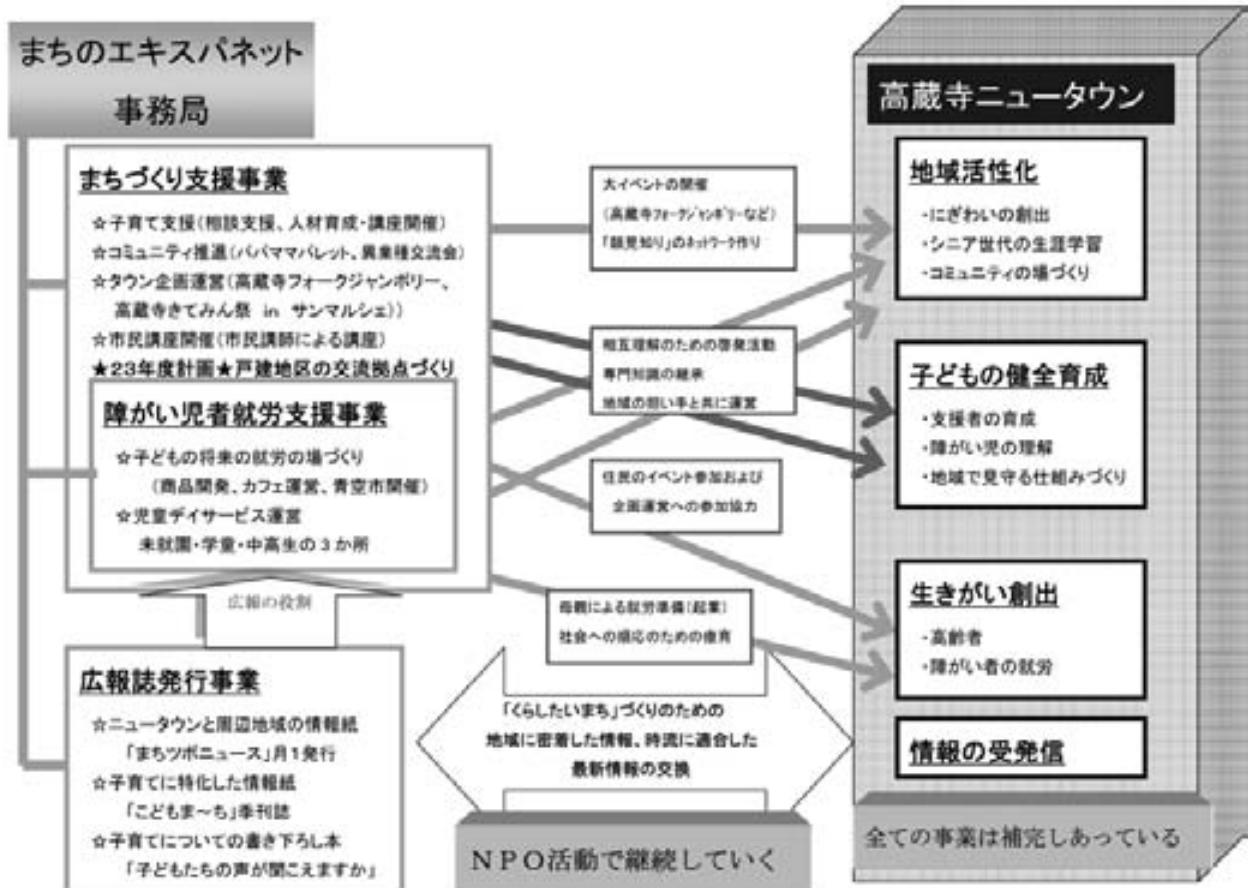 まちのエキスパネット
事務局
まちづくり支援事業
☆子育て支援(相談支援、人材育成・講座開催)
☆コミュニティ推進(パパママパレット、異業種交流会)
☆タウン企画運営(高蔵寺フォークジャンボリー、
高蔵寺きてみん祭 in サンマルシェ))
☆市民講座開催(市民講師による講座)
★23年度計画★戸建地区の交流拠点づくり
障がい児者就労支援事業
☆子どもの将来の就労の場づくり
(商品開発、カフェ運営、青空市開催)
☆児童デイサービス運営
未就園・学童・中高生の3か所
広報の役割
広報誌発行事業
☆ニュータウンと周辺地域の情報紙
「まちツボニュース」月1発行
☆子育てに特化した情報紙
「こどもま~ち」季刊誌
☆子育てについての書き下ろし本
「子どもたちの声が聞こえますか」
大イベントの開催
(高蔵寺フォークジャンボリーなど)
「顔見知り」のネットワーク作り
相互理解のための啓発活動
専門知識の継承
地域の担い手と共に運営
住民のイベント参加および
企画運営への参加協力
母親による就労準備(起業)
社会への順応のための療育
「くらしたいまち」づくりのための
地域に密着した情報、時流に適合した
最新情報の交換
NPO活動で継続していく
高蔵寺ニュータウン
地域活性化
・にぎわいの創出
・シニア世代の生涯学習
・コミュニティの場づくり
子どもの健全育成
・支援者の育成
・障がい児の理解
・地域で見守る仕組みづくり
生きがい創出
・高齢者
・障がい者の就労
情報の受発信
全ての事業は補完しあっている